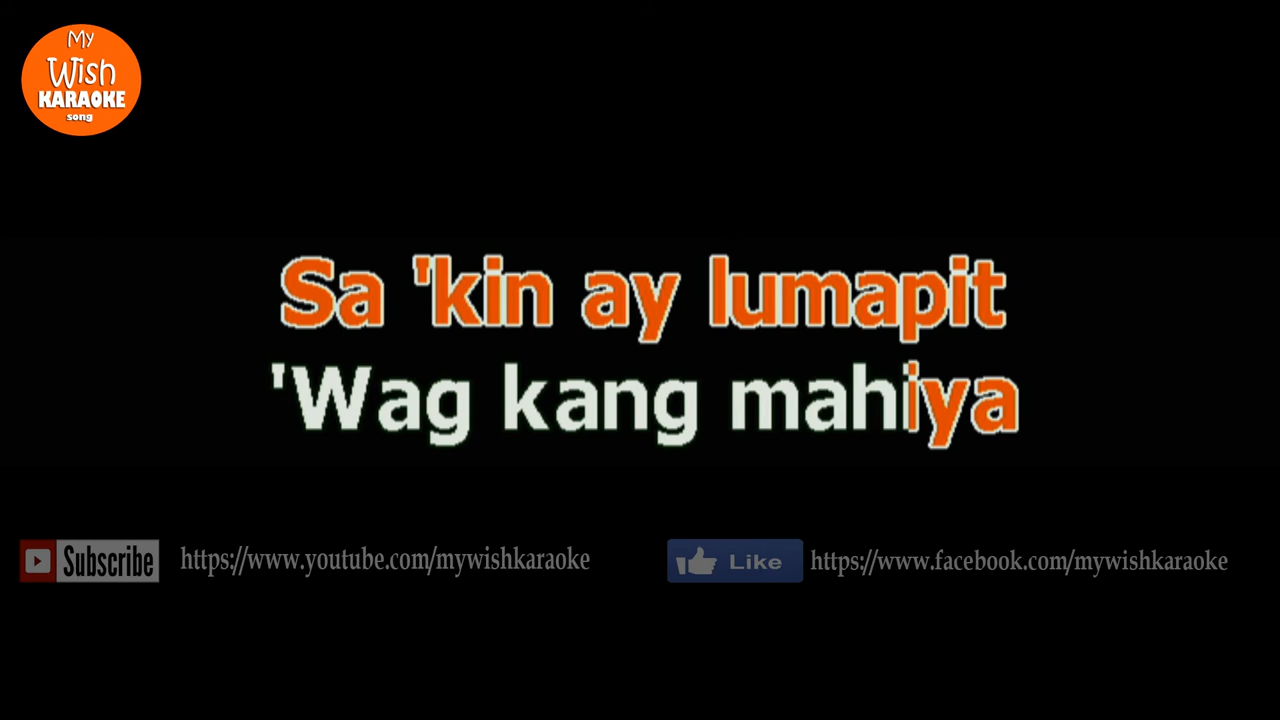 My
Wish
KARAOKE
song
Sa 'kin ay lumapit
'Wag kang mahiya
Subscribe https://www.youtube.com/mywishkaraoke
Like https://www.facebook.com/mywishkaraoke